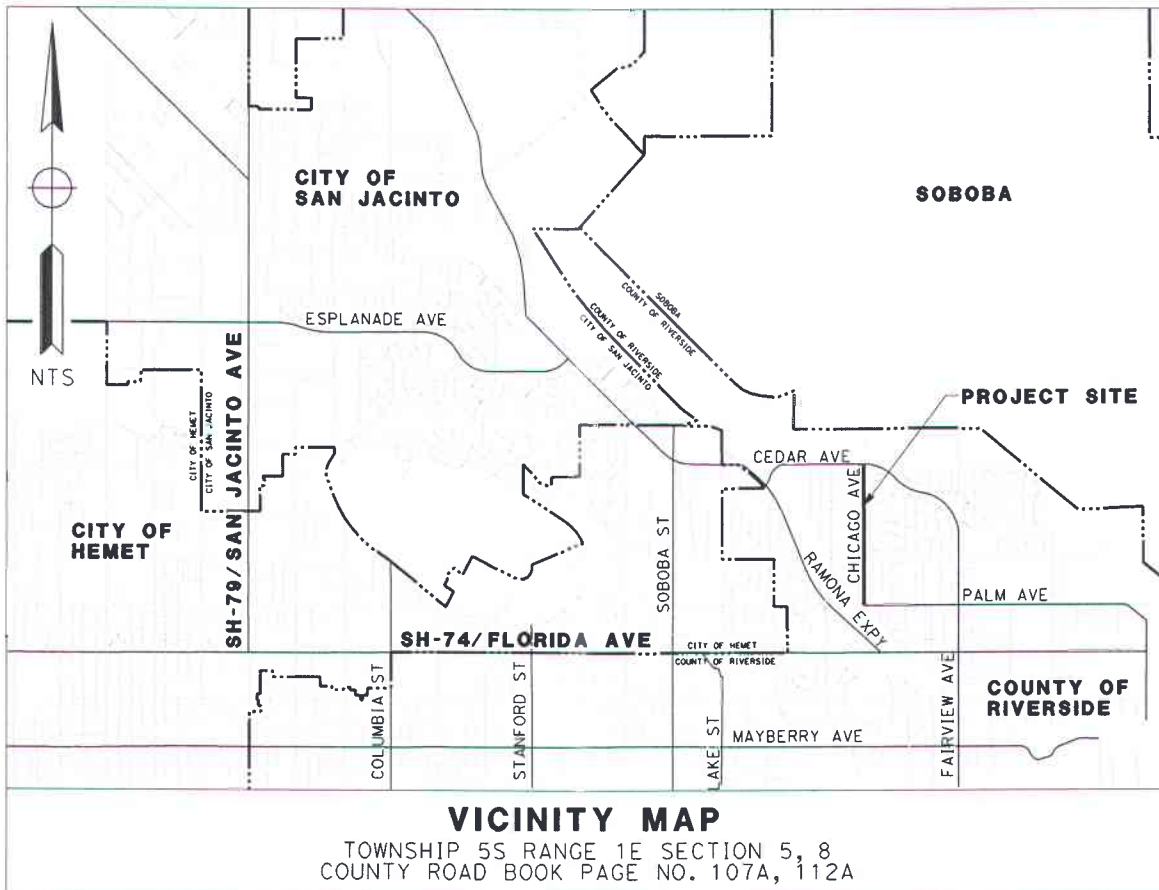 CITY OF
SAN JACINTO
SOBOBA
SOBOBA
COUNTY OF RIVERSIDE
COUNTY OF RIVERSIDE
CITY OF SAN JACINTO
ESPLANADE AVE
NTS
SH-79/SAN JACINTO AVE
CITY OF HEMET
CITY OF SAN JACINTO
PROJECT SITE
CEDAR AVE
CHICAGO AVE
CITY OF
HEMET
SOBOBA ST
RAMONA EXPY
PALM AVE
SH-74/FLORIDA AVE
CITY OF HEMET
COUNTY OF RIVERSIDE
COLUMBIA ST
STANFORD ST
LAKE ST
FAIRVIEW AVE
COUNTY OF
RIVERSIDE
MAYBERRY AVE
VICINITY MAP
TOWNSHIP 5S RANGE 1E SECTION 5, 8
COUNTY ROAD BOOK PAGE NO. 107A, 112A